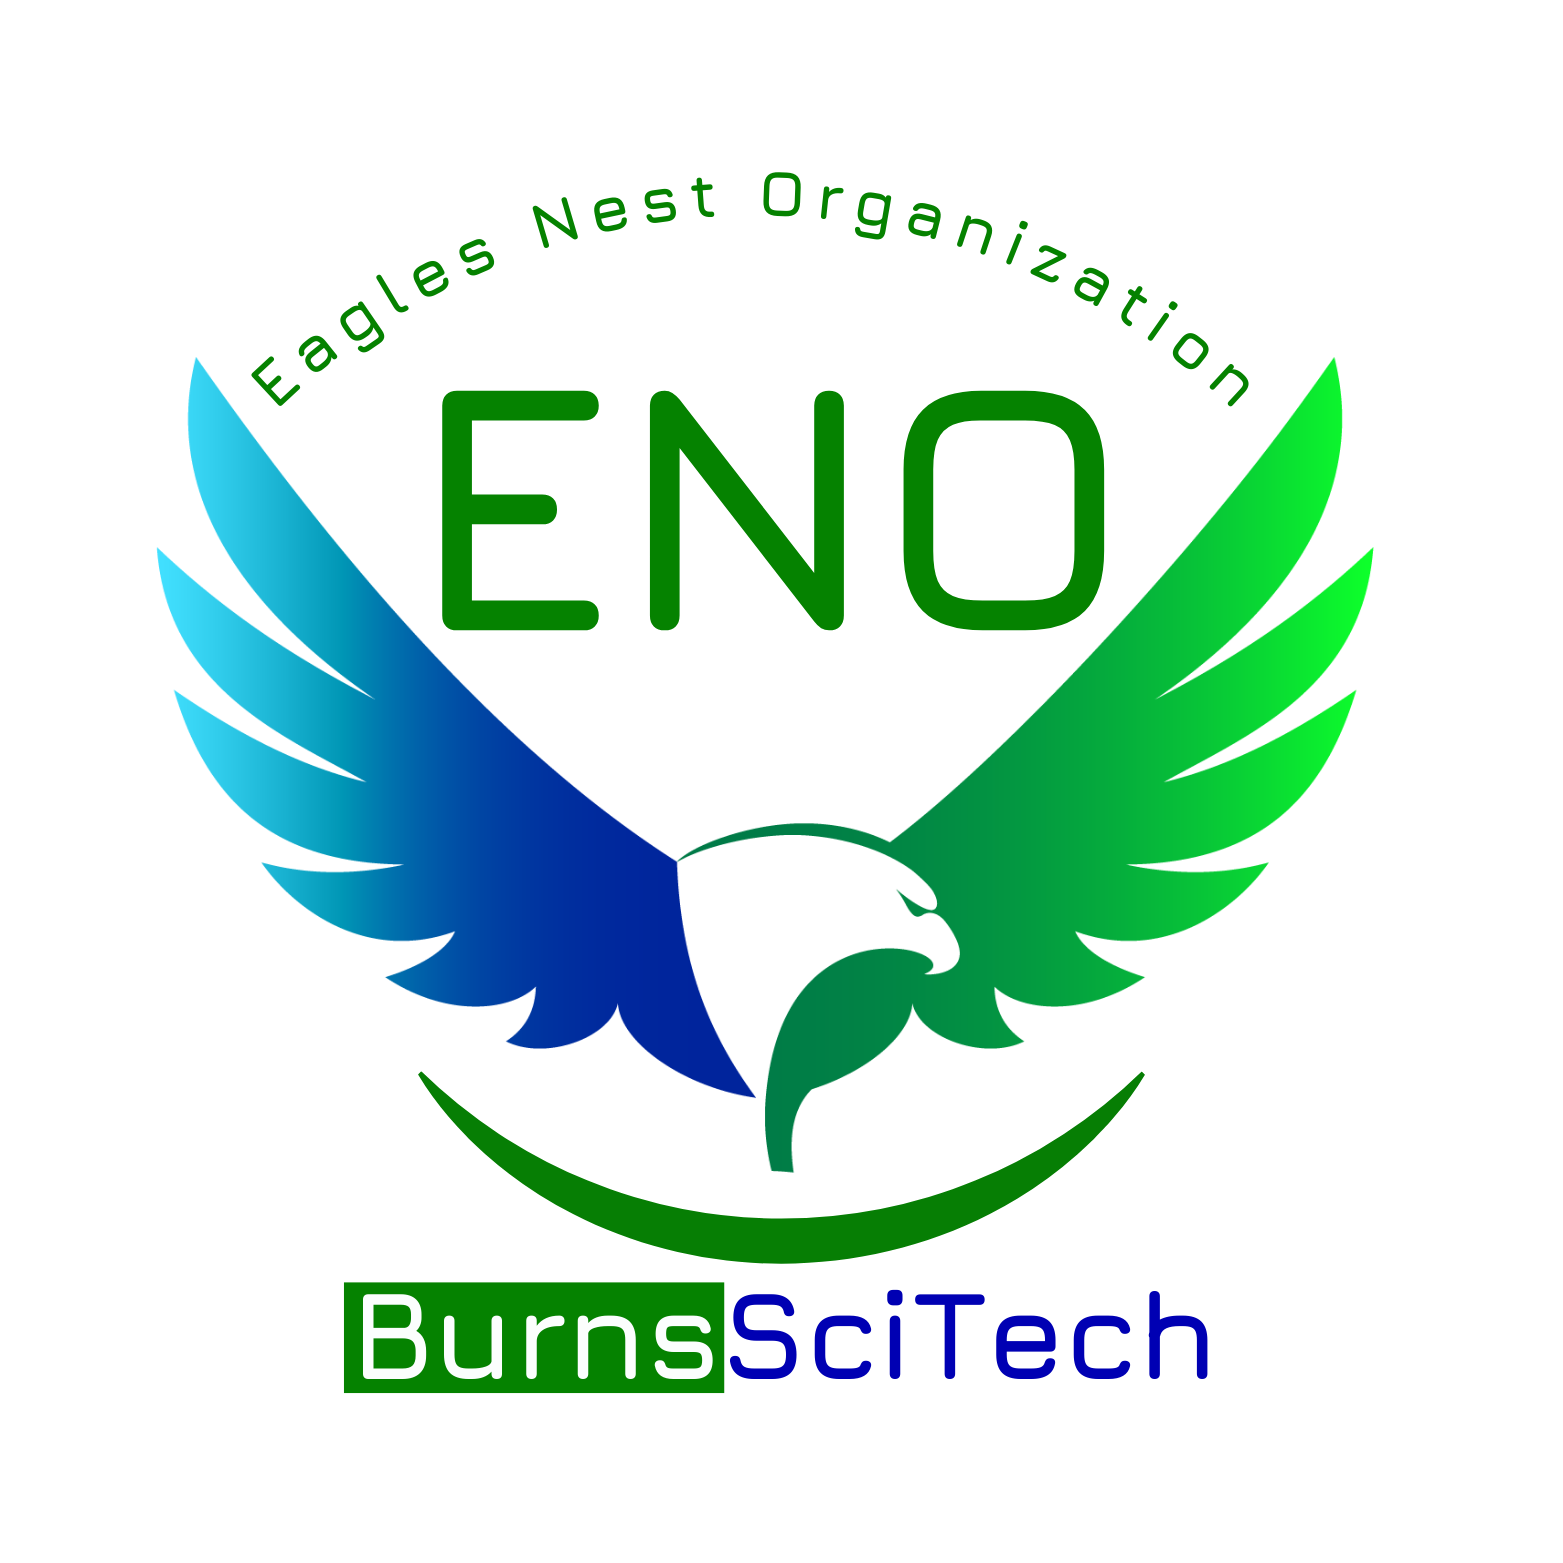 Eagles Nest Organization
ENO
BurnsSciTech